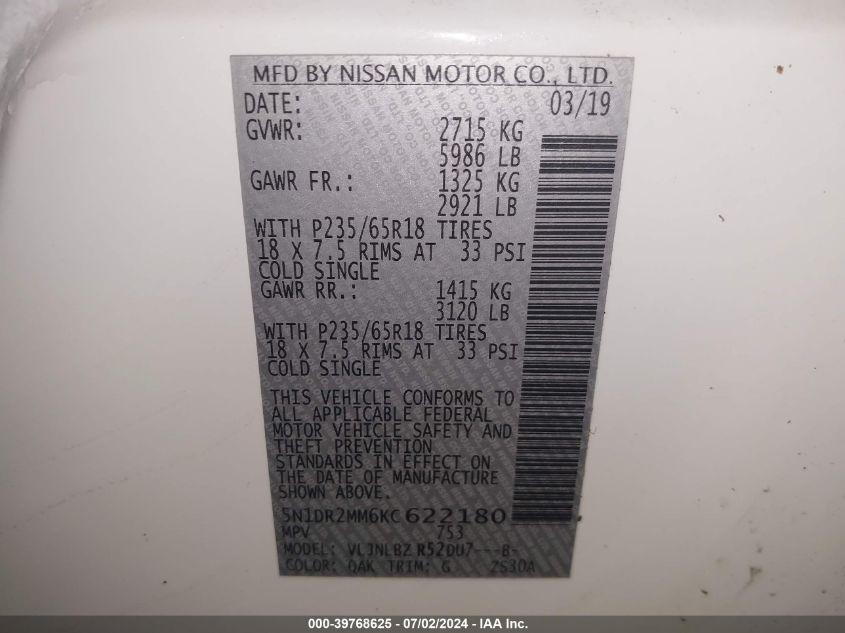 MFD BY NISSAN MOTOR CO., LTD.
DATE: 03/19
GVWR: 2715 KG
5986 LB
GAWR FR.: 1325 KG
2921 LB
WITH P235/65R18 TIRES
18 X 7.5 RIMS AT 33 PSI
COLD SINGLE
GAWR RR.: 1415 KG
3120 LB
WITH P235/65R18 TIRES
18 X 7.5 RIMS AT 33 PSI
COLD SINGLE
THIS VEHICLE CONFORMS TO
ALL APPLICABLE FEDERAL
MOTOR VEHICLE SAFETY AND
THEFT PREVENTION
STANDARDS IN EFFECT ON
THE DATE OF MANUFACTURE
SHOWN ABOVE.
5N1DR2MM6KC622180
MPV 753
MODEL: VL3NLBZ R52DU7---B-
COLOR: QAK TRIM: G ZS30A
000-39768625 - 07/02/2024 - IAA Inc.